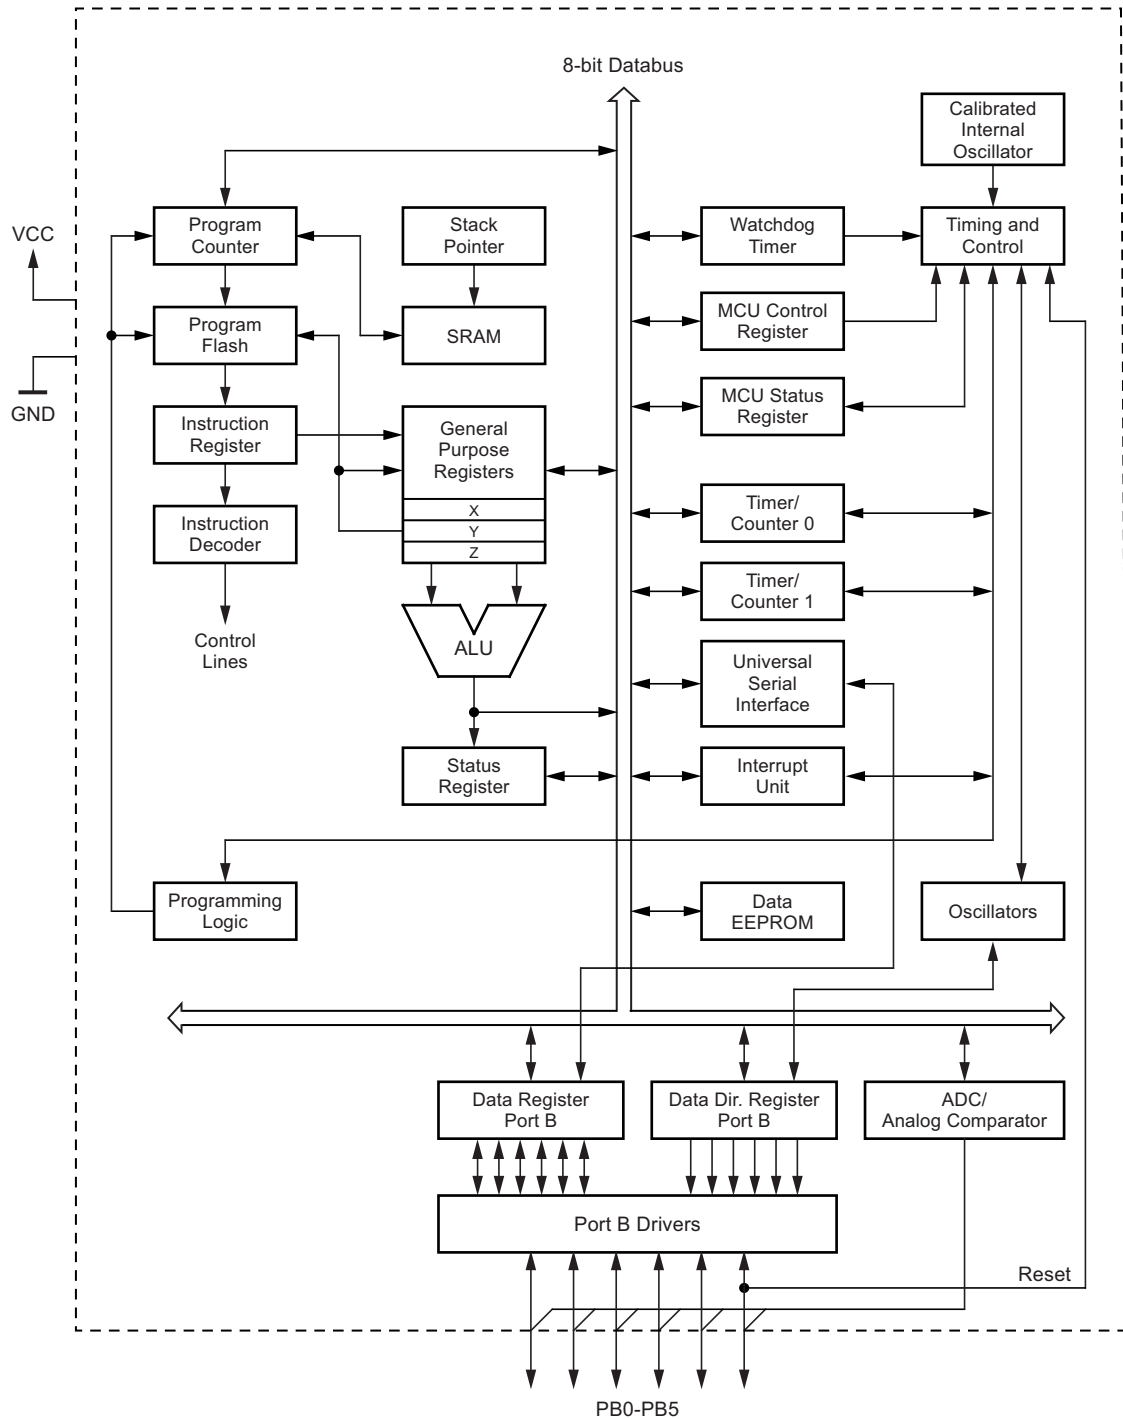 8-bit Databus
Calibrated
Internal
Oscillator
VCC
GND
Program
Counter
Stack
Pointer
Watchdog
Timer
Timing and
Control
Program
Flash
SRAM
MCU Control
Register
MCU Status
Register
Instruction
Register
General
Purpose
Registers
X
Y
Z
Instruction
Decoder
Control
Lines
ALU
Timer/
Counter 0
Timer/
Counter 1
Universal
Serial
Interface
Status
Register
Interrupt
Unit
Programming
Logic
Data
EEPROM
Oscillators
Data Register
Port B
Data Dir. Register
Port B
ADC/
Analog Comparator
Port B Drivers
Reset
PB0-PB5